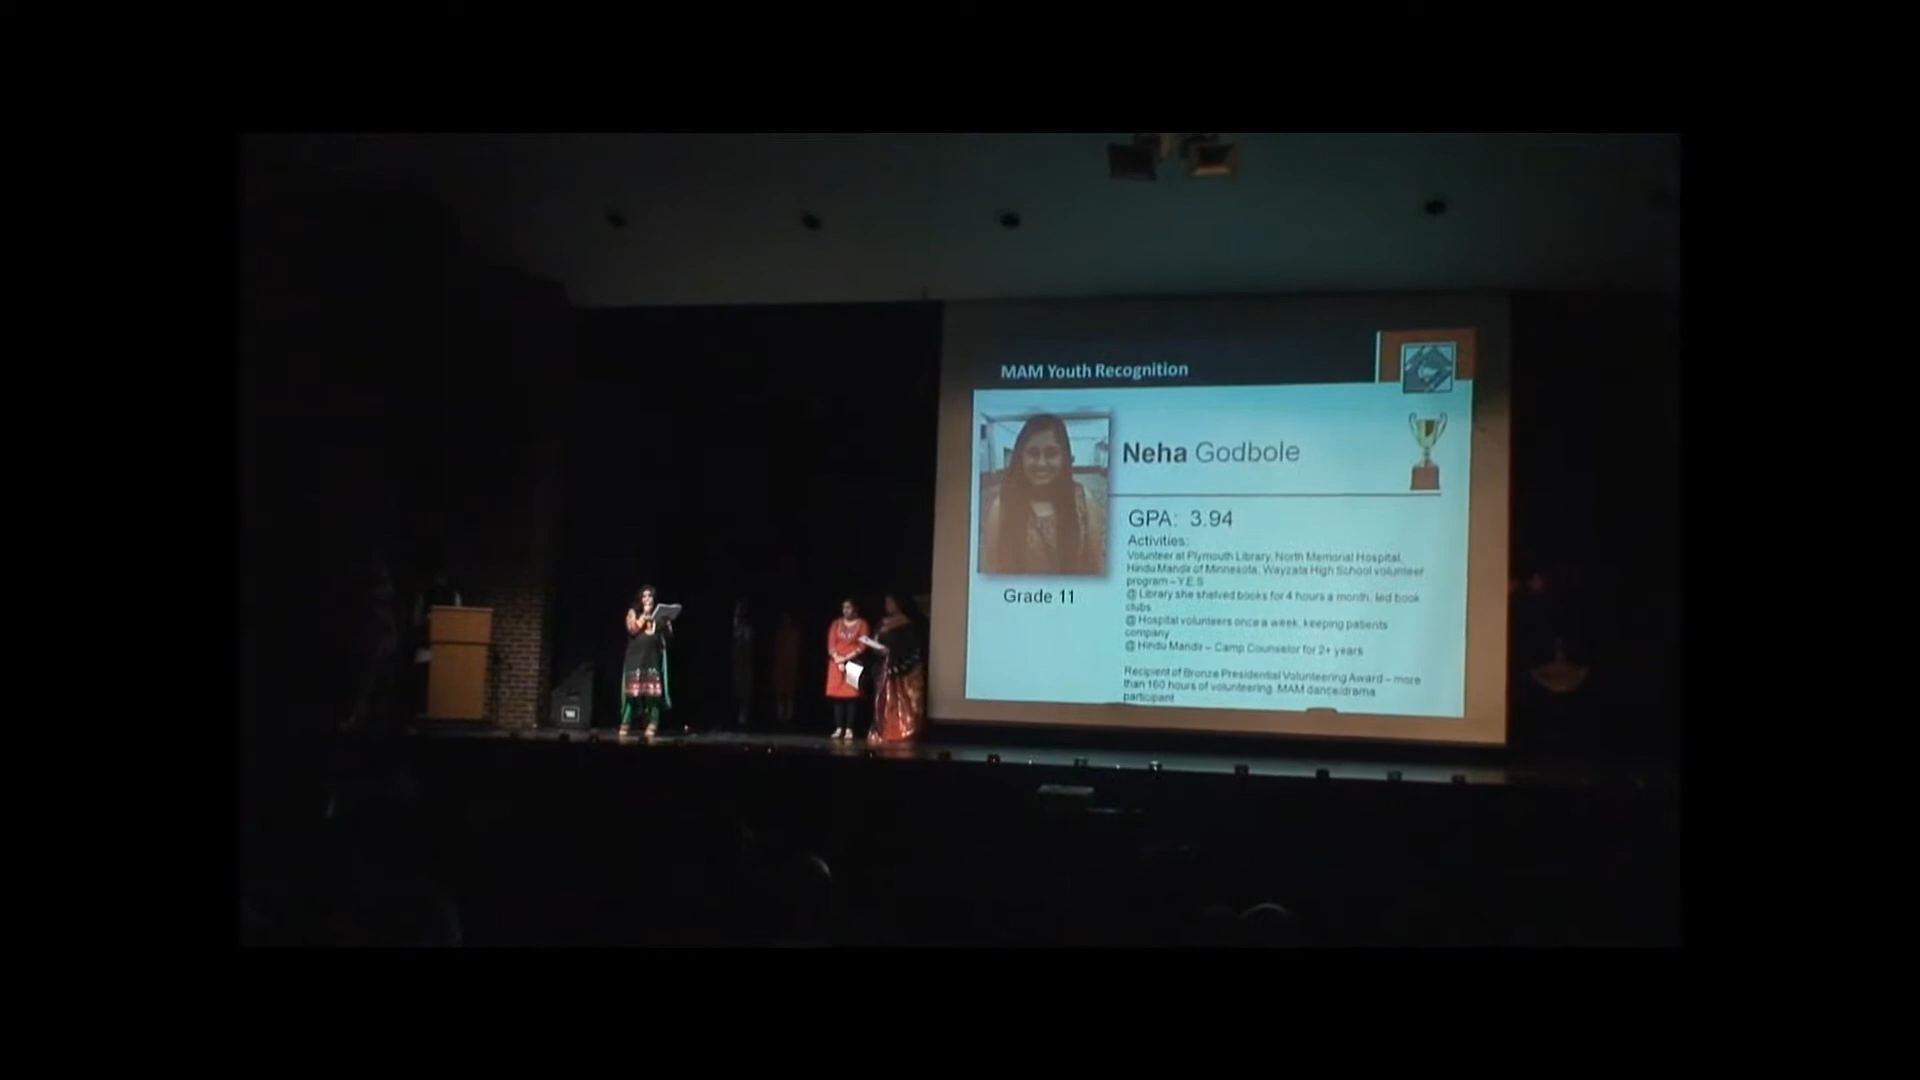 MAM Youth Recognition
Neha Godbole
GPA: 3.94
Activities:
Volunteer at Plymouth Library, North Memorial Hospital,
Hindu Mandir of Minnesota, Wayzata High School volunteer
program – Y.E.S
@ Library she shelved books for 4 hours a month, led book
clubs
@ Hospital volunteers once a week, keeping patients
company
@ Hindu Mandir – Camp Counselor for 2+ years
Recipient of Bronze Presidential Volunteering Award – more
than 160 hours of volunteering. MAM dance/drama
participant
Grade 11